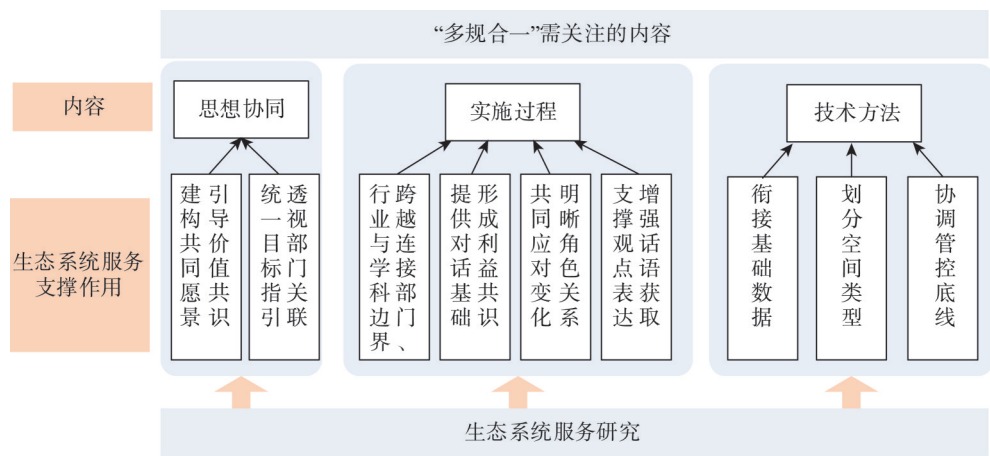 “多规合一”需关注的内容
内容
思想协同
实施过程
技术方法
生态系统服务
支撑作用
引导价值共识
建构共同愿景
透视部门关联
统一目标指引
跨越连接部门、
行业与学科边界
形成利益共识
提供对话基础
明晰角色关系
共同应对变化
增强话语获取
支撑观点表达
衔接基础数据
划分空间类型
协调管控底线
生态系统服务研究